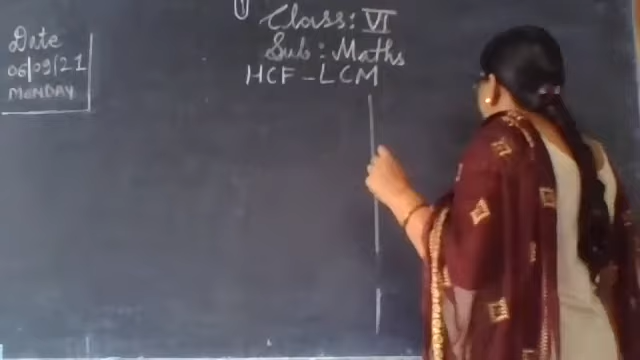 Date
06/09/21
MONDAY
Class: VI
Sub: Maths
HCF - LCM